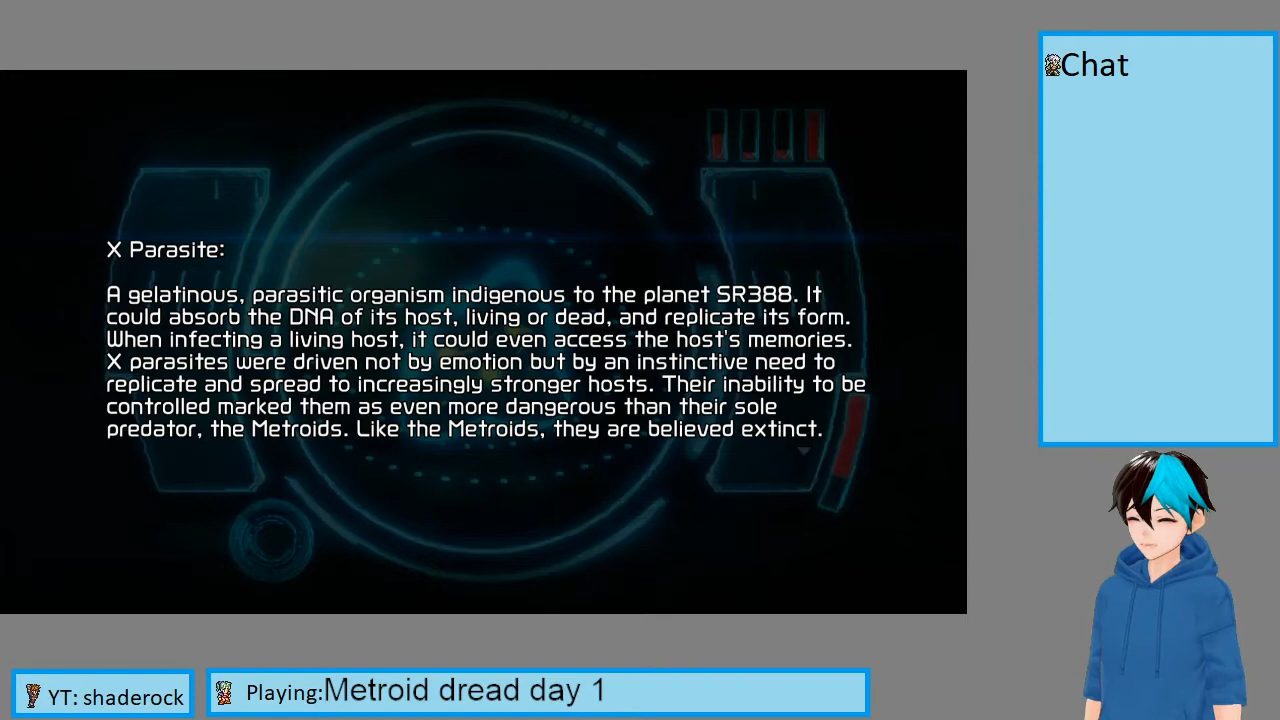 Chat
X Parasite:
A gelatinous, parasitic organism indigenous to the planet SR388. It
could absorb the DNA of its host, living or dead, and replicate its form.
When infecting a living host, it could even access the host's memories.
X parasites were driven not by emotion but by an instinctive need to
replicate and spread to increasingly stronger hosts. Their inability to be
controlled marked them as even more dangerous than their sole
predator, the Metroids. Like the Metroids, they are believed extinct.
YT: shaderock
Playing:Metroid dread day 1